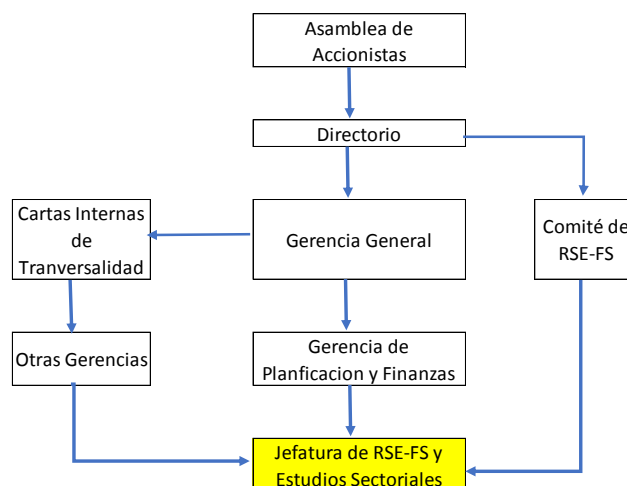 Asamblea de
Accionistas
Directorio
Cartas Internas
de
Tranversalidad
Gerencia General
Comité de
RSE-FS
Otras Gerencias
Gerencia de
Planficacion y Finanzas
Jefatura de RSE-FS y
Estudios Sectoriales